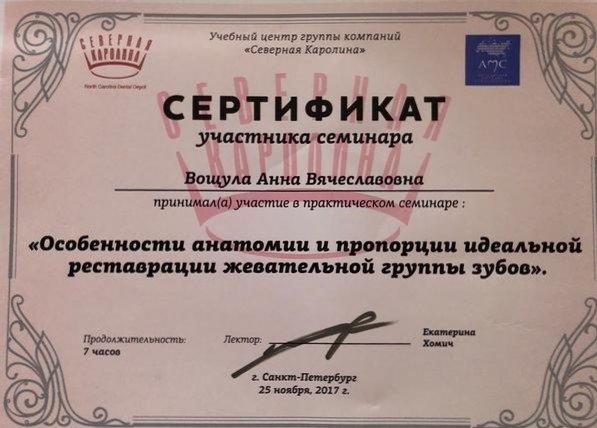 Учебный центр группы компаний
«Северная Каролина»
СЕВЕРНАЯ
КАРОЛИНА
North Carolina Dental Depot
АМС
СЕРТИФИКАТ
участника семинара
Вощула Анна Вячеславовна
принимал(а) участие в практическом семинаре :
«Особенности анатомии и пропорции идеальной
реставрации жевательной группы зубов».
Продолжительность:
7 часов
Лектор:
Екатерина
Хомич
г. Санкт-Петербург
25 ноября, 2017 г.